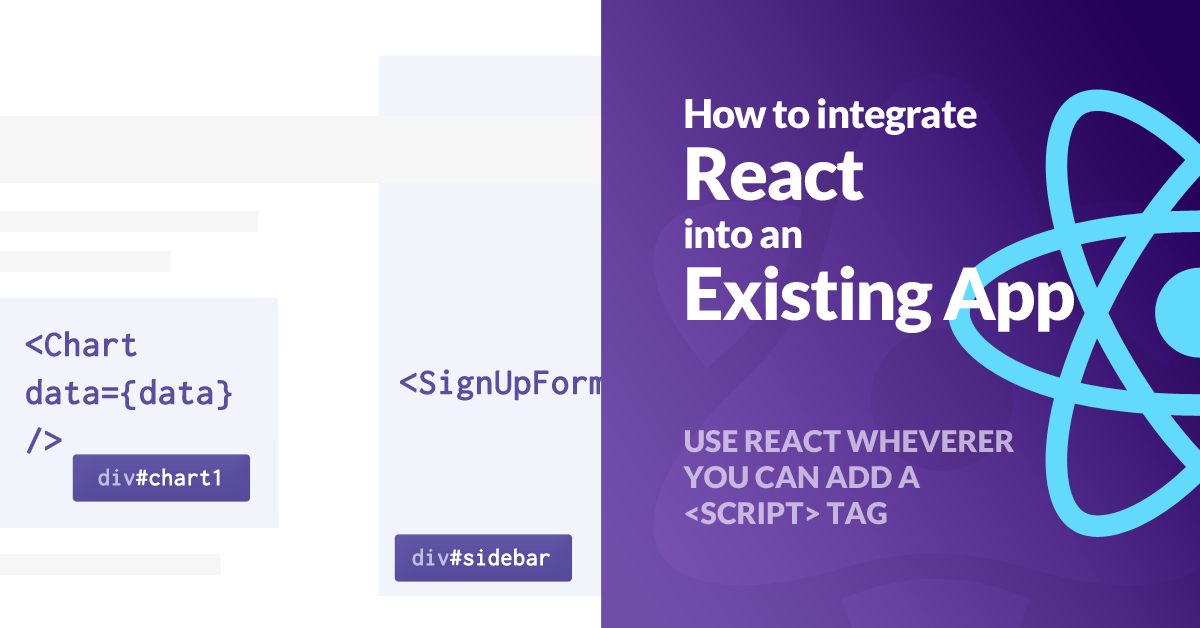 <Chart
data={data}
/>
div#chart1
<SignUpForm
div#sidebar
How to integrate
React
into an
Existing App
USE REACT WHEVERER
YOU CAN ADD A
<SCRIPT> TAG